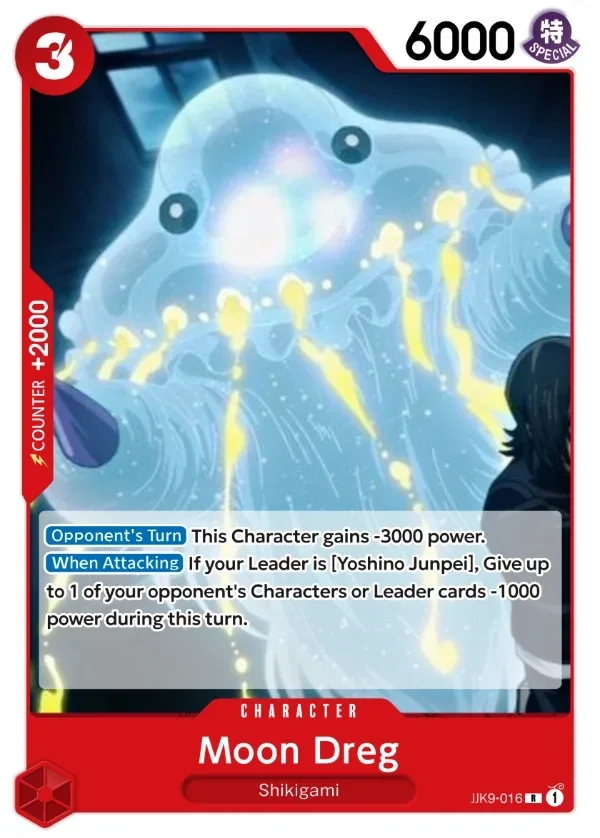 3
6000
特
SPECIAL
COUNTER +2000
Opponent's Turn This Character gains -3000 power.
When Attacking If your Leader is [Yoshino Junpei], Give up
to 1 of your opponent's Characters or Leader cards -1000
power during this turn.
CHARACTER
Moon Dreg
Shikigami
JJK9-016 R 1